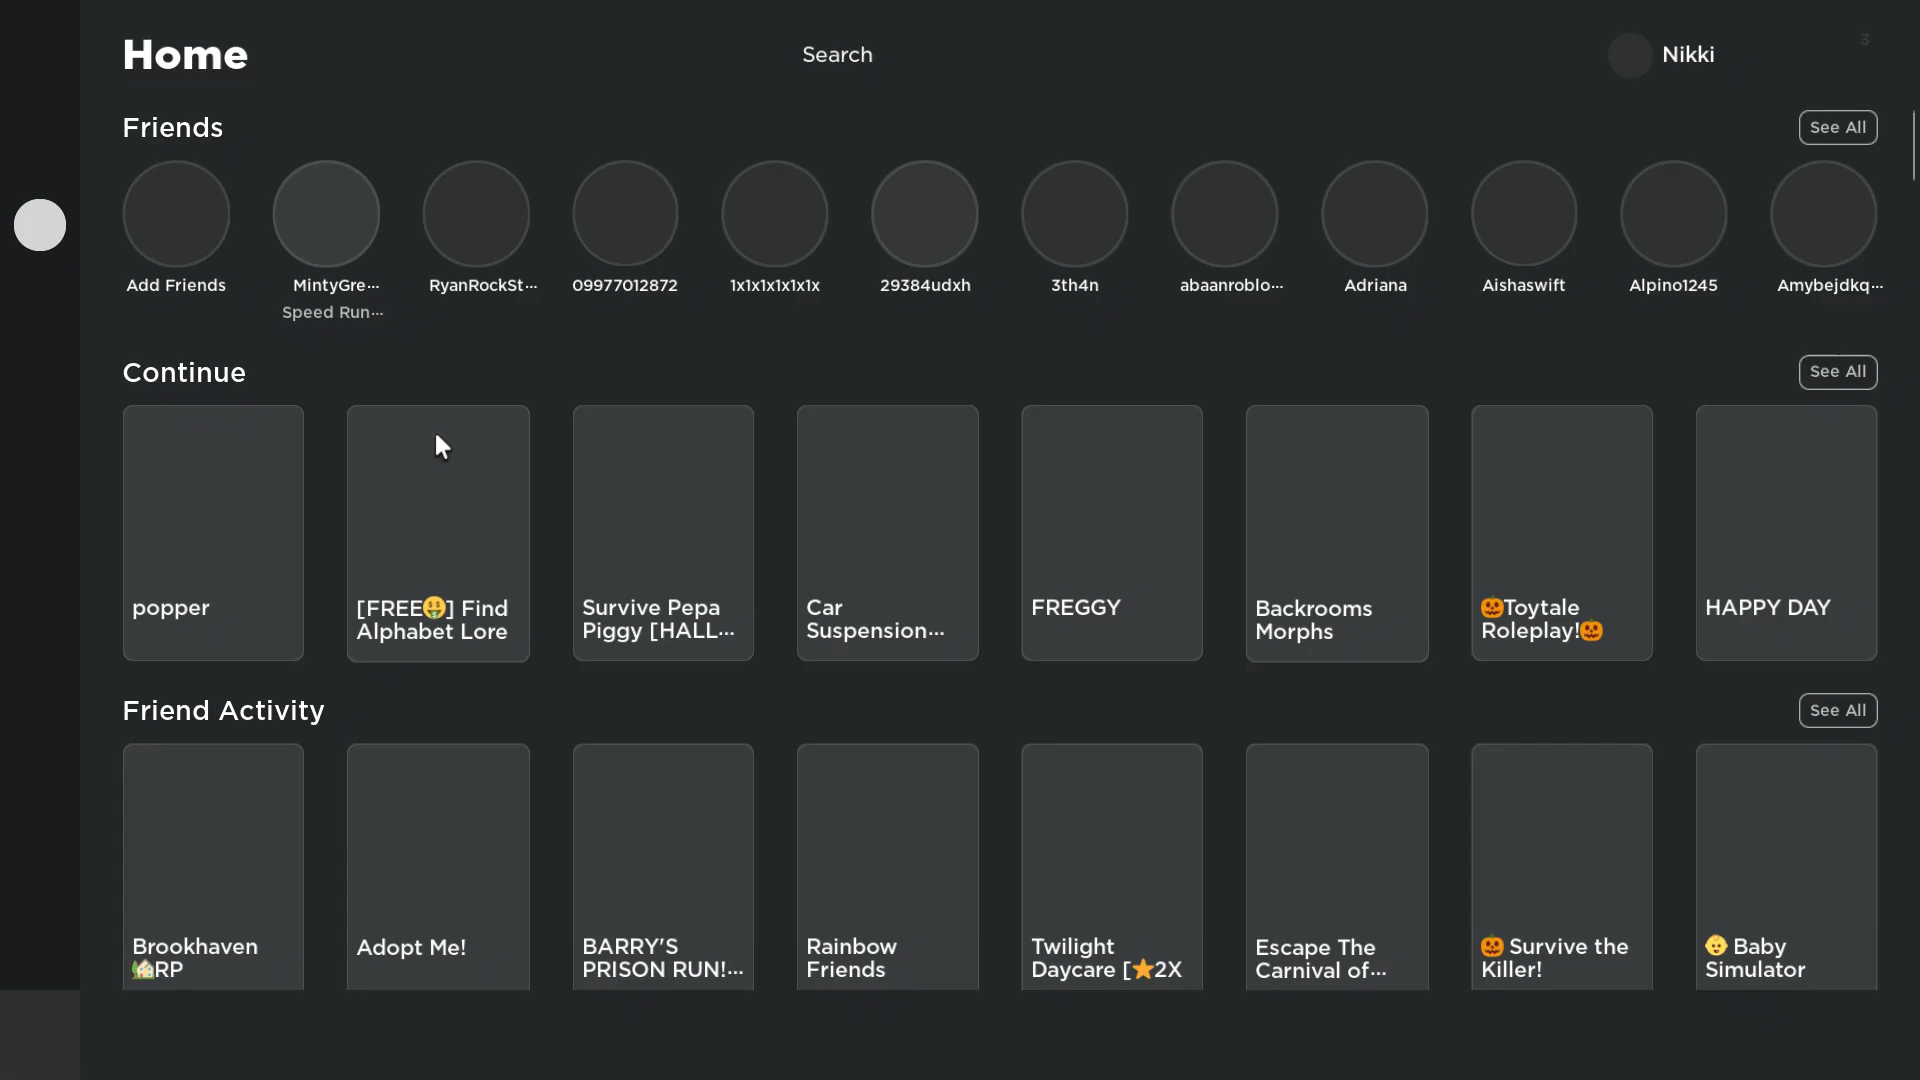 Home
Search
Nikki
3
Friends
See All
Add Friends
MintyGre...
RyanRockSt...
09977012872
1x1x1x1x1x1x
29384udxh
3th4n
abaanroblo...
Adriana
Aishaswift
Alpino1245
Amybejdkq...
Speed Run...
Continue
See All
popper
[FREE🤑] Find
Alphabet Lore
Survive Pepa
Piggy [HALL...
Car
Suspension...
FREGGY
Backrooms
Morphs
🎃Toytale
Roleplay!🎃
HAPPY DAY
Friend Activity
See All
Brookhaven
🏡RP
Adopt Me!
BARRY'S
PRISON RUN!...
Rainbow
Friends
Twilight
Daycare [⭐2X
Escape The
Carnival of...
🎃 Survive the
Killer!
👶 Baby
Simulator